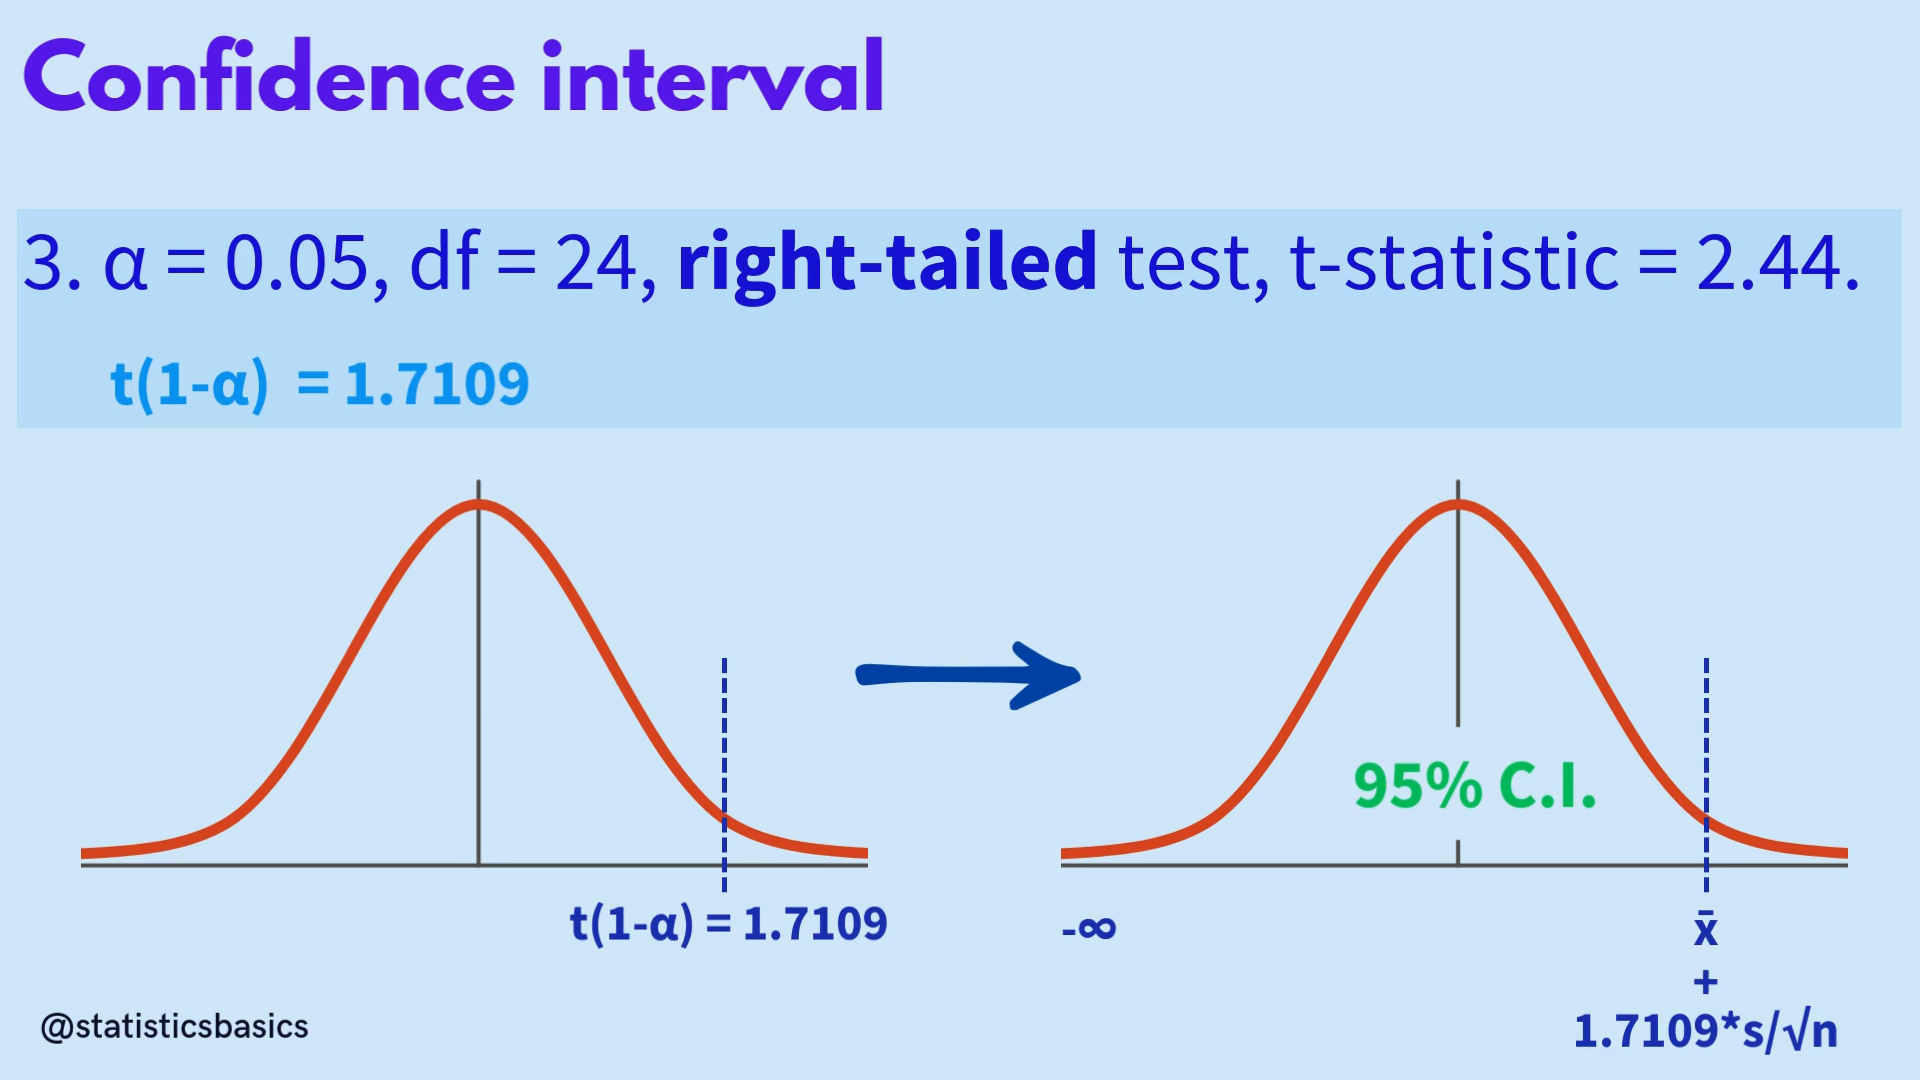 Confidence interval
3. α = 0.05, df = 24, right-tailed test, t-statistic = 2.44.
t(1-α) = 1.7109
95% C.I.
t(1-α) = 1.7109
-∞
x̄
+
1.7109*s/√n
@statisticsbasics